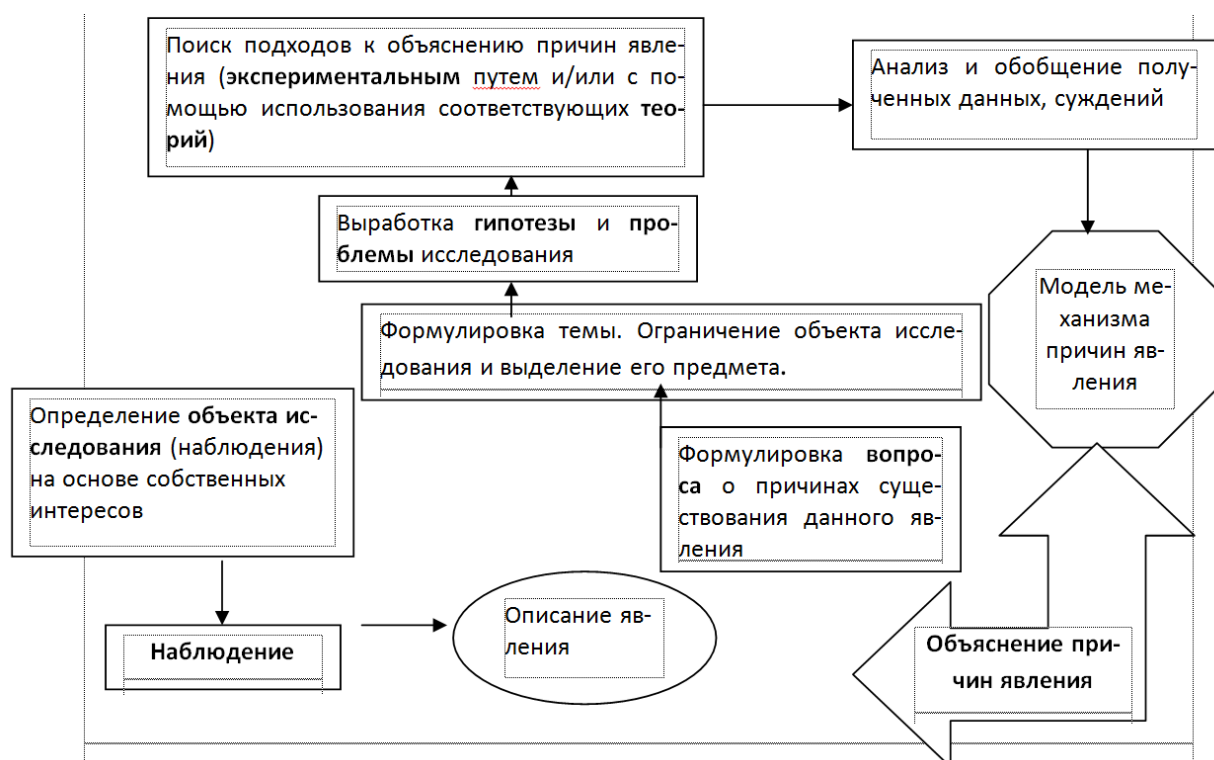 Поиск подходов к объяснению причин явле-
ния (экспериментальным путем и/или с по-
мощью использования соответствующих тео-
рий)
Анализ и обобщение полу-
ченных данных, суждений
Выработка гипотезы и про-
блемы исследования
Модель ме-
ханизма
причин яв-
ления
Формулировка темы. Ограничение объекта иссле-
дования и выделение его предмета.
Определение объекта ис-
следования (наблюдения)
на основе собственных
интересов
Формулировка вопро-
са о причинах суще-
ствования данного яв-
ления
Наблюдение
Описание яв-
ления
Объяснение при-
чин явления